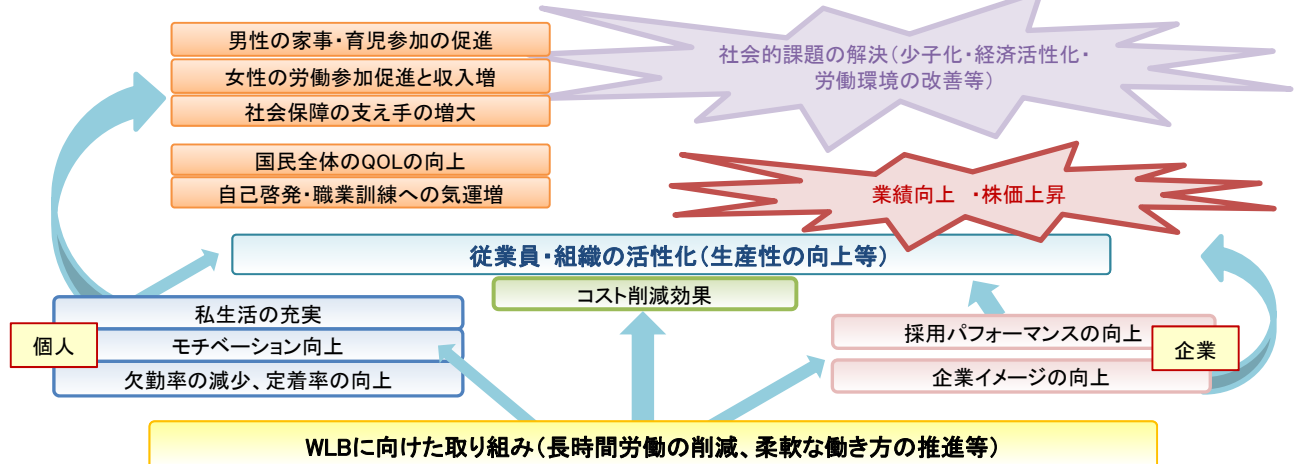 男性の家事・育児参加の促進
女性の労働参加促進と収入増
社会保障の支え手の増大
国民全体のQOLの向上
自己啓発・職業訓練への気運増
社会的課題の解決（少子化・経済活性化・
労働環境の改善等）
業績向上　・株価上昇
従業員・組織の活性化（生産性の向上等）
コスト削減効果
個人
私生活の充実
モチベーション向上
欠勤率の減少、定着率の向上
採用パフォーマンスの向上
企業イメージの向上
企業
WLBに向けた取り組み（長時間労働の削減、柔軟な働き方の推進等）